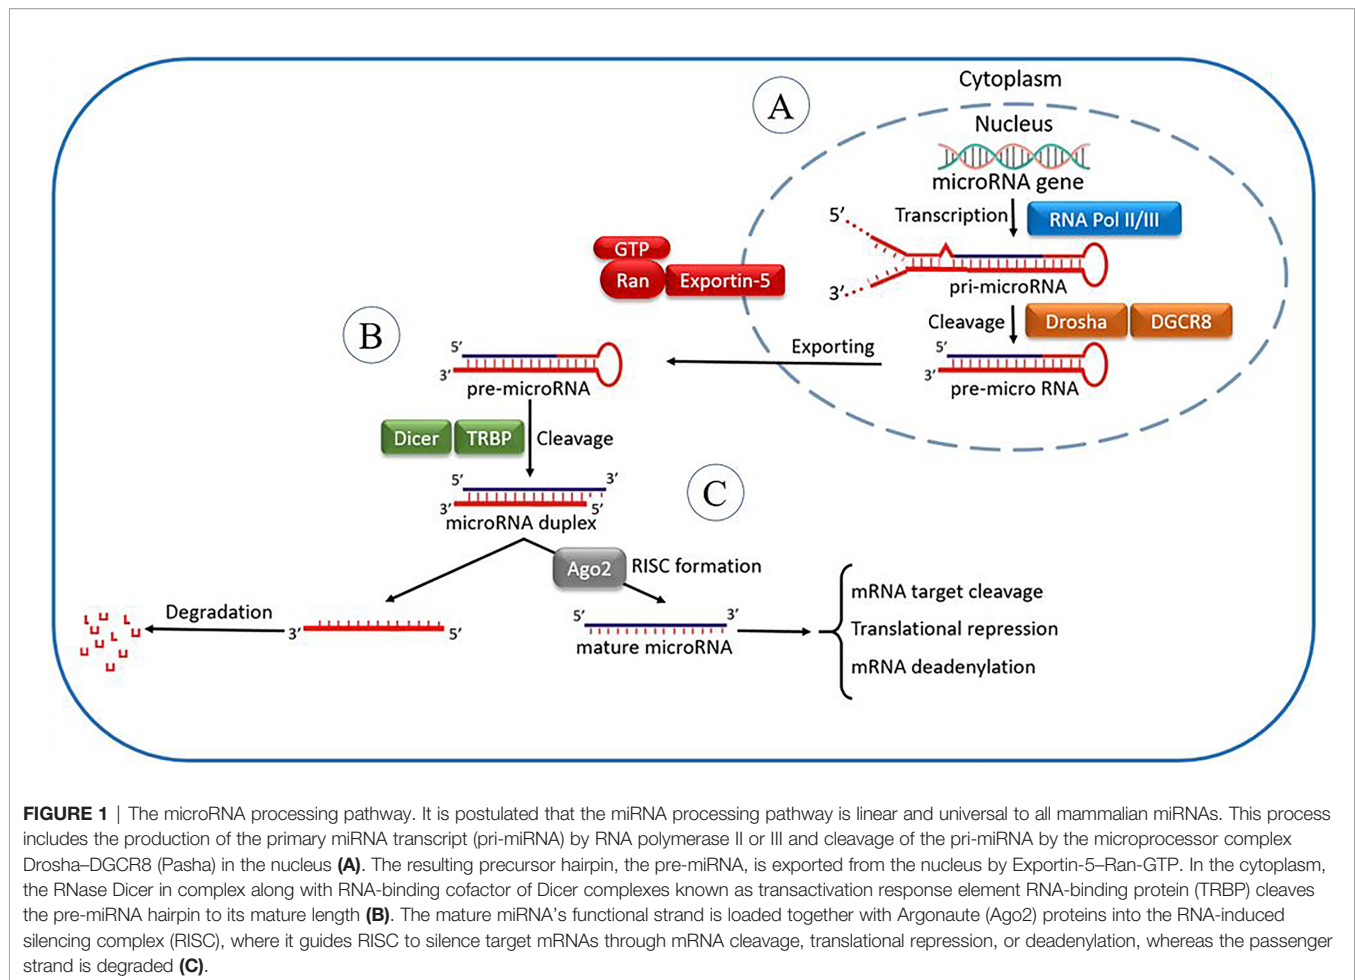 Cytoplasm
A
Nucleus
microRNA gene
Transcription
RNA Pol II/III
5′
3′
pri-microRNA
GTP
Ran
Exportin-5
Cleavage
Drosha
DGCR8
5′
3′
pre-micro RNA
Exporting
B
5′
3′
pre-microRNA
Dicer
TRBP
Cleavage
5′
3′
3′
5′
microRNA duplex
C
Ago2
RISC formation
Degradation
3′
5′
5′
3′
mature microRNA
mRNA target cleavage
Translational repression
mRNA deadenylation
FIGURE 1 | The microRNA processing pathway. It is postulated that the miRNA processing pathway is linear and universal to all mammalian miRNAs. This process
includes the production of the primary miRNA transcript (pri-miRNA) by RNA polymerase II or III and cleavage of the pri-miRNA by the microprocessor complex
Drosha–DGCR8 (Pasha) in the nucleus (A). The resulting precursor hairpin, the pre-miRNA, is exported from the nucleus by Exportin-5–Ran-GTP. In the cytoplasm,
the RNase Dicer in complex along with RNA-binding cofactor of Dicer complexes known as transactivation response element RNA-binding protein (TRBP) cleaves
the pre-miRNA hairpin to its mature length (B). The mature miRNA's functional strand is loaded together with Argonaute (Ago2) proteins into the RNA-induced
silencing complex (RISC), where it guides RISC to silence target mRNAs through mRNA cleavage, translational repression, or deadenylation, whereas the passenger
strand is degraded (C).